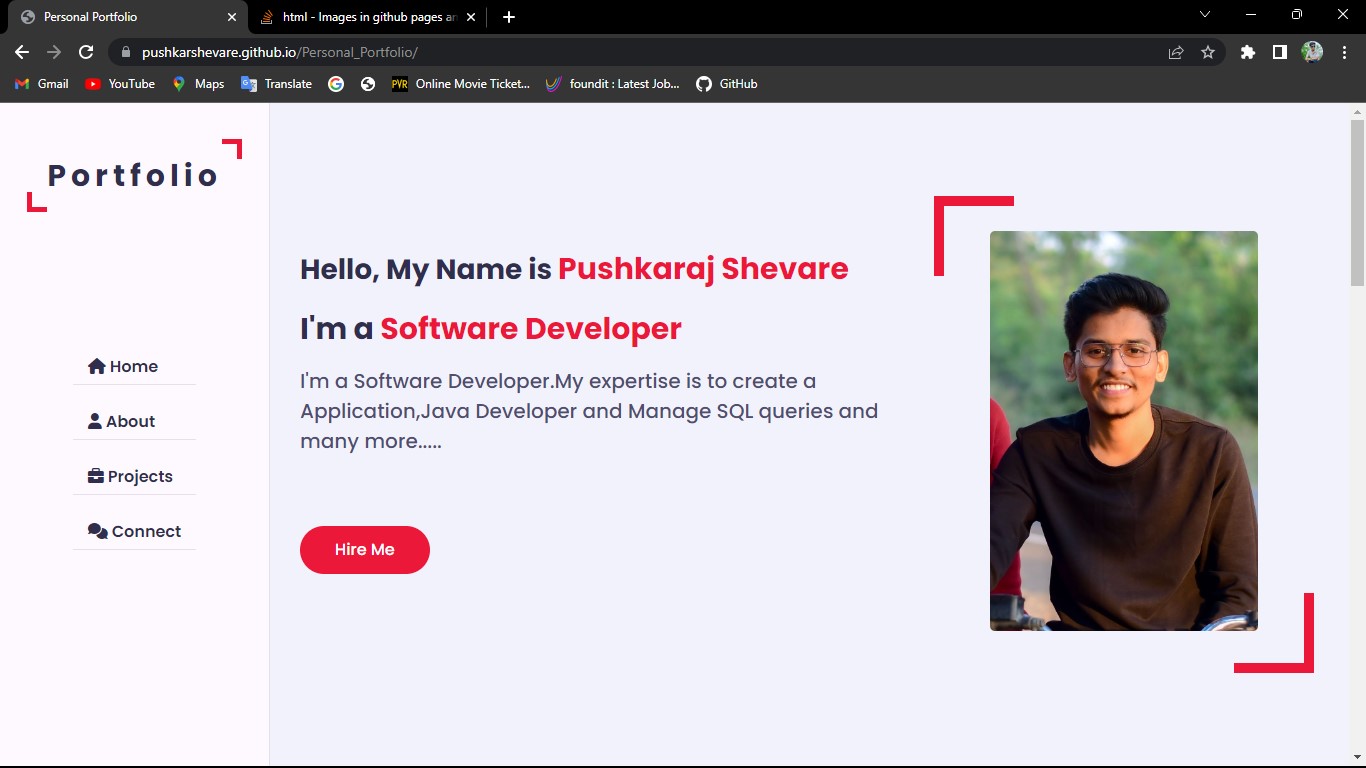 Personal Portfolio
html - Images in github pages an
pushkarshevare.github.io/Personal_Portfolio/
Gmail
YouTube
Maps
Translate
PVR
Online Movie Ticket...
foundit : Latest Job...
GitHub
Portfolio
Home
About
Projects
Connect
Hello, My Name is Pushkaraj Shevare
I'm a Software Developer
I'm a Software Developer.My expertise is to create a
Application,Java Developer and Manage SQL queries and
many more.....
Hire Me